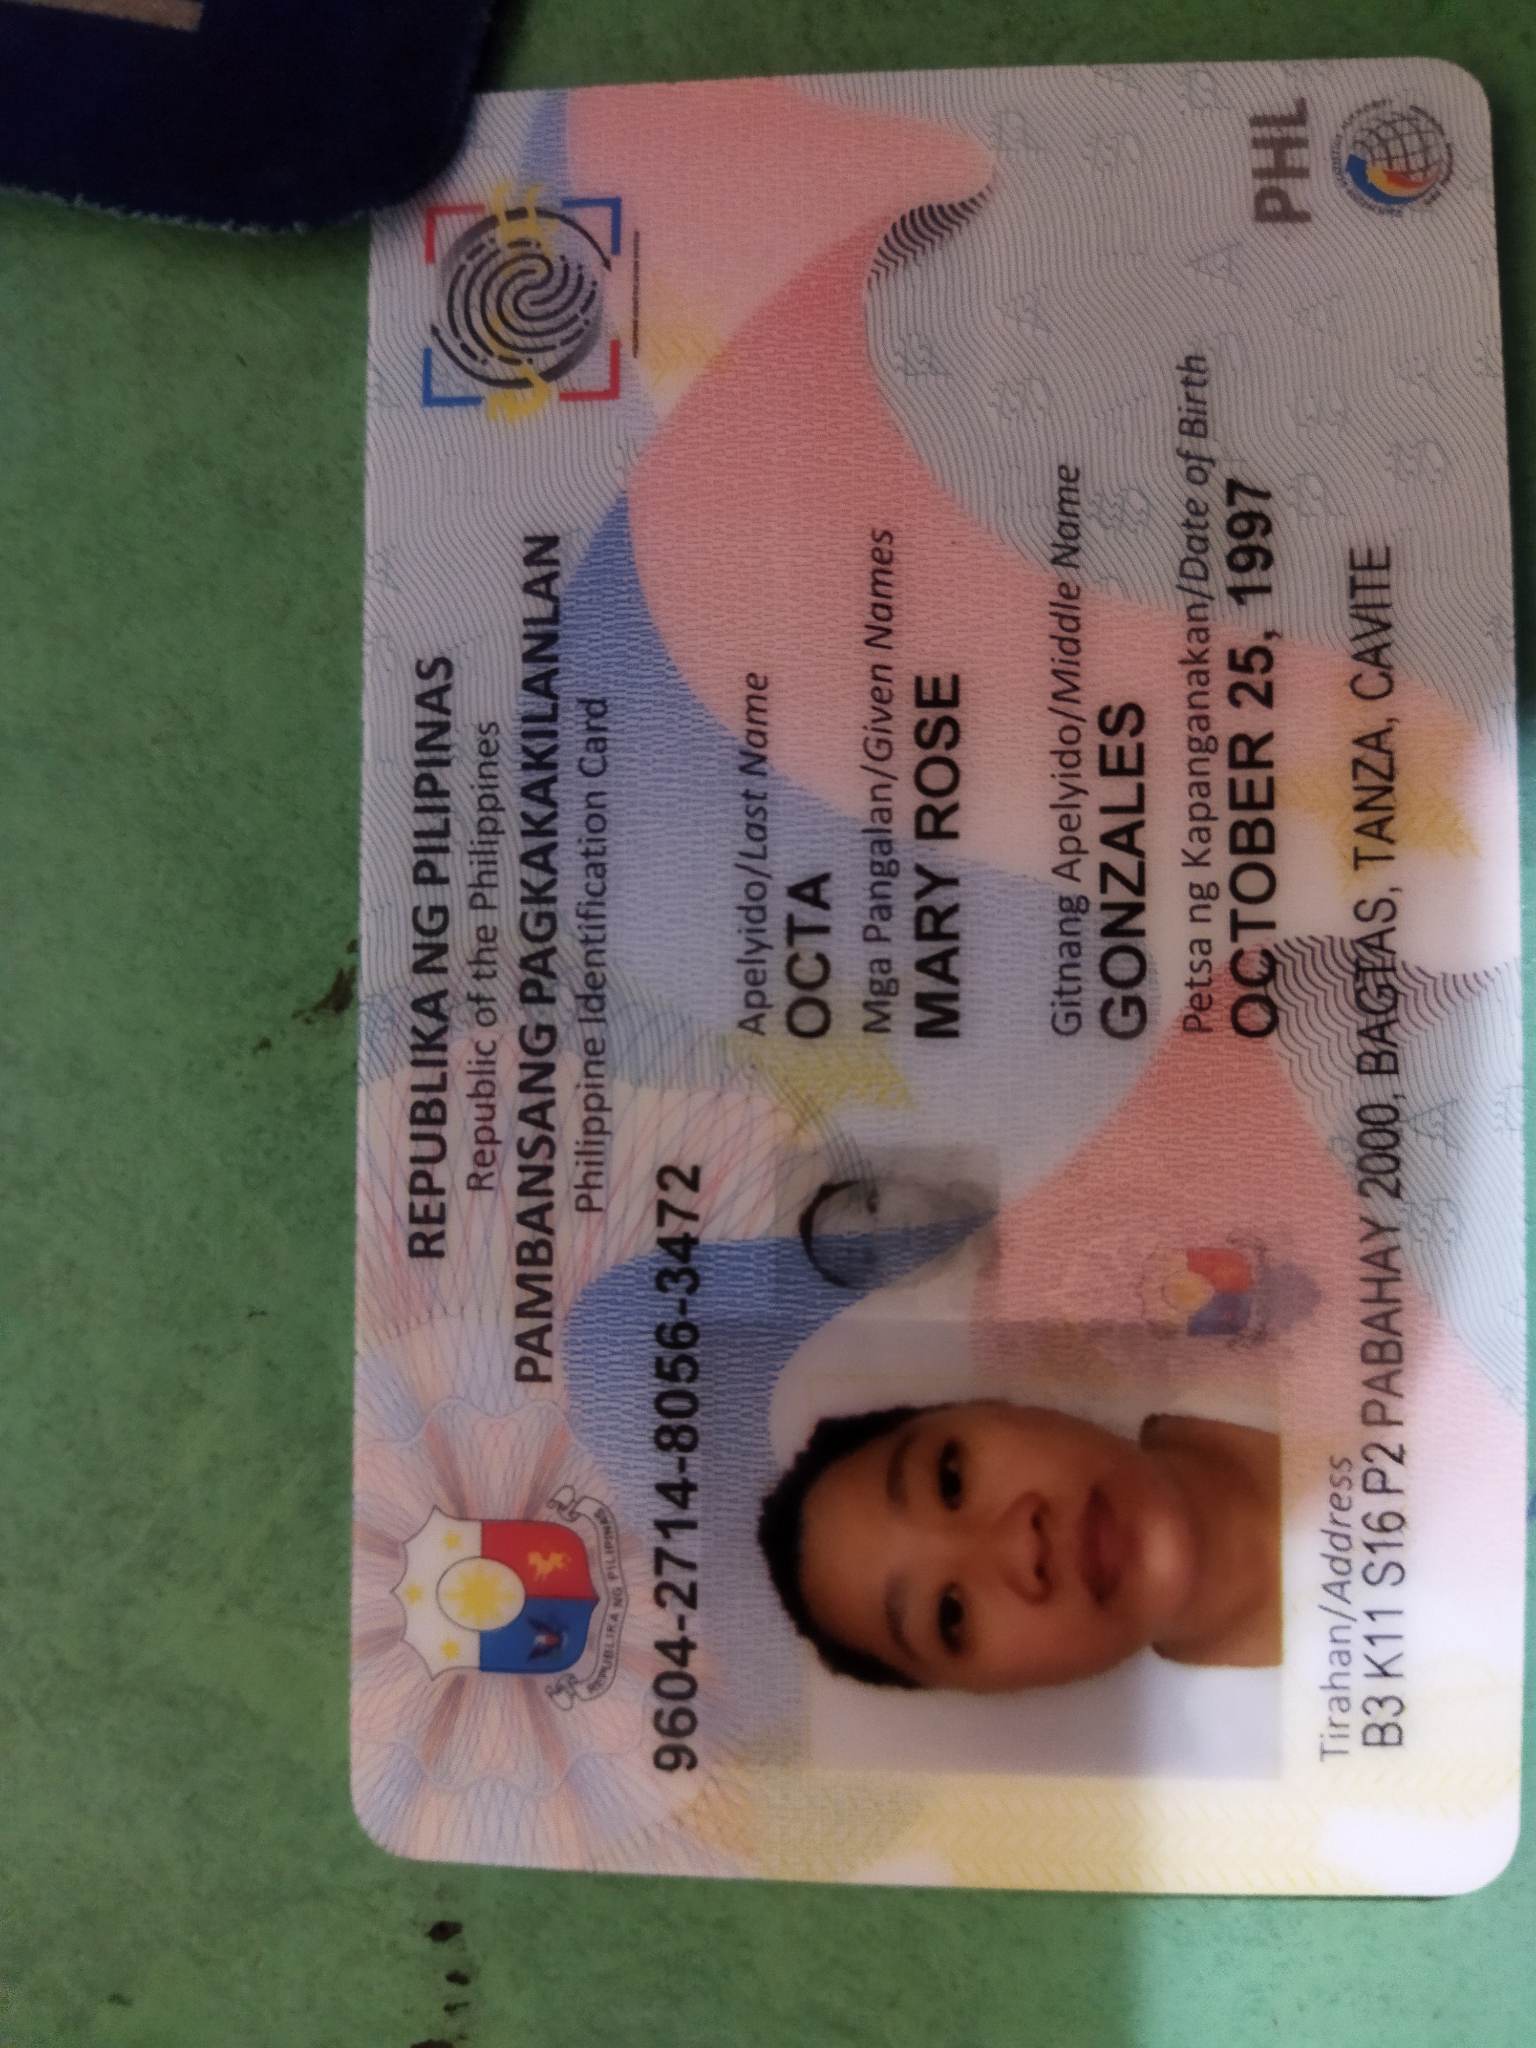 REPUBLIKA NG PILIPINAS
Republic of the Philippines
PAMBANSANG PAGKAKAKILANLAN
Philippine Identification Card
REPUBLIKA NG PILIPINAS
9604-2714-8056-3472
Apelyido/Last Name
OCTA
Mga Pangalan/Given Names
MARY ROSE
Gitnang Apelyido/Middle Name
GONZALES
Petsa ng Kapanganakan/Date of Birth
OCTOBER 25, 1997
Tirahan/Address
B3 K11 S16 P2 PABAHAY 2000, BAGTAS, TANZA, CAVITE
PHL